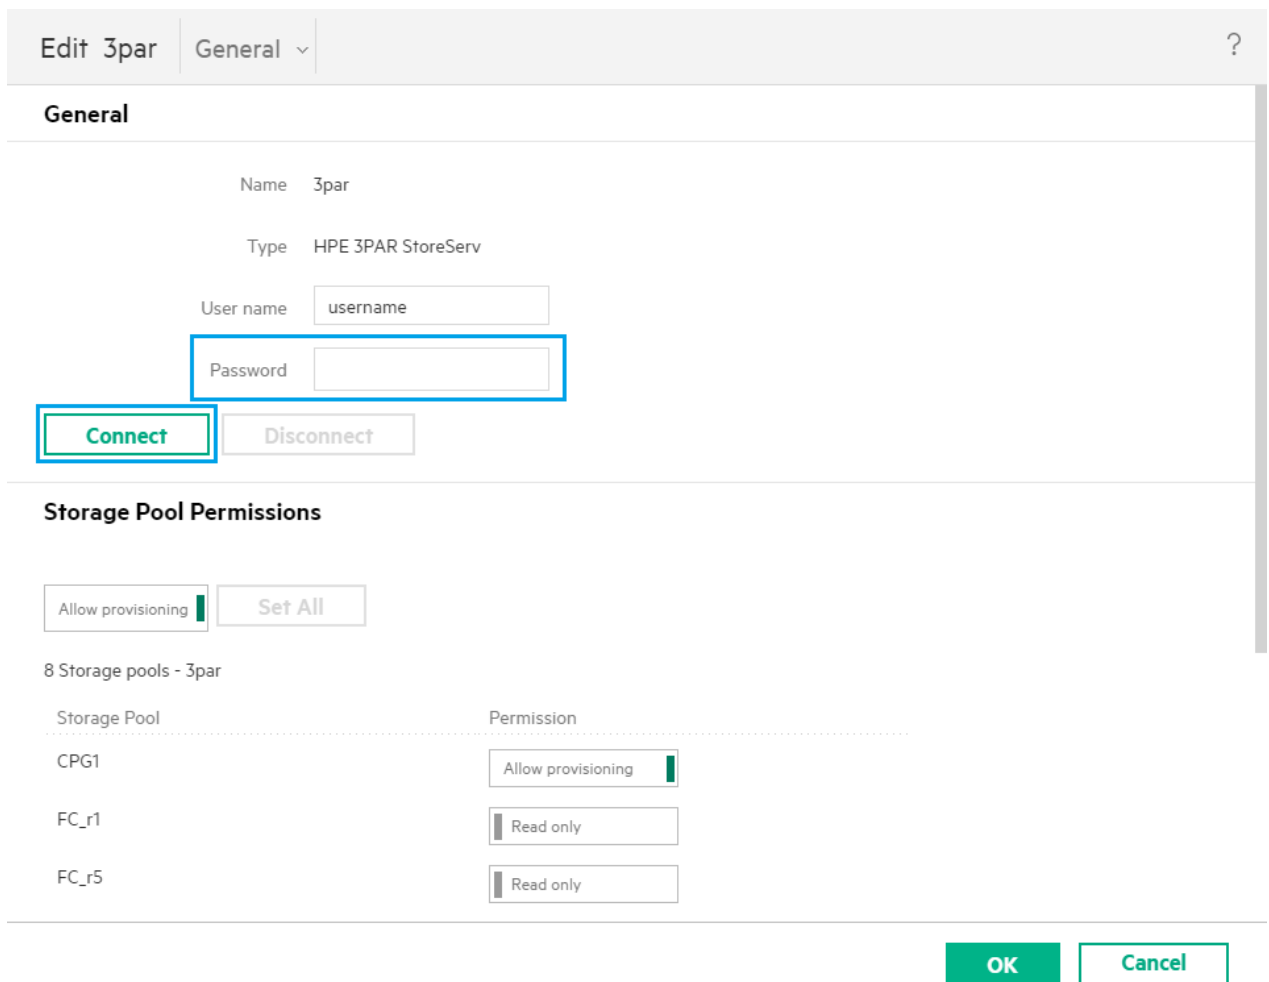 Edit 3par General ?
General
Name 3par
Type HPE 3PAR StoreServ
User name username
Password
Connect Disconnect
Storage Pool Permissions
Allow provisioning Set All
8 Storage pools - 3par
Storage Pool Permission
CPG1 Allow provisioning
FC_r1 Read only
FC_r5 Read only
OK Cancel